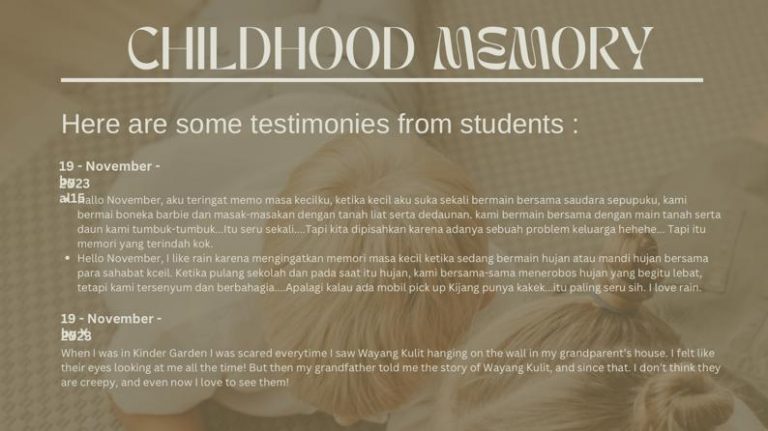 CHILDHOOD MEMORY
Here are some testimonies from students :
19 - November -
2023
by
al15
Hallo November, aku teringat memo masa kecilku, ketika kecil aku suka sekali bermain bersama saudara sepupuku, kami
bermai boneka barbie dan masak-masakan dengan tanah liat serta dedaunan. kami bermain bersama dengan main tanah serta
daun kami tumbuk-tumbuk...Itu seru sekali....Tapi kita dipisahkan karena adanya sebuah problem keluarga hehehe... Tapi itu
memori yang terindah kok.
Hello November, I like rain karena mengingatkan memori masa kecil ketika sedang bermain hujan atau mandi hujan bersama
para sahabat kceil. Ketika pulang sekolah dan pada saat itu hujan, kami bersama-sama menerobos hujan yang begitu lebat,
tetapi kami tersenyum dan berbahagia....Apalagi kalau ada mobil pick up Kijang punya kakek...itu paling seru sih. I love rain.
19 - November -
2023
by X
When I was in Kinder Garden I was scared everytime I saw Wayang Kulit hanging on the wall in my grandparent's house. I felt like
their eyes looking at me all the time! But then my grandfather told me the story of Wayang Kulit, and since that. I don't think they
are creepy, and even now I love to see them!